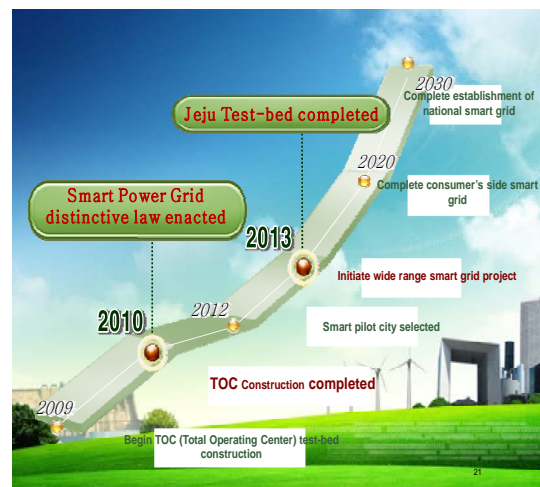 2030
Complete establishment of
national smart grid
Jeju Test-bed completed
2020
Complete consumer's side smart
grid
Smart Power Grid
distinctive law enacted
2013
Initiate wide range smart grid project
2012
Smart pilot city selected
2010
TOC Construction completed
2009
Begin TOC (Total Operating Center) test-bed
construction
21